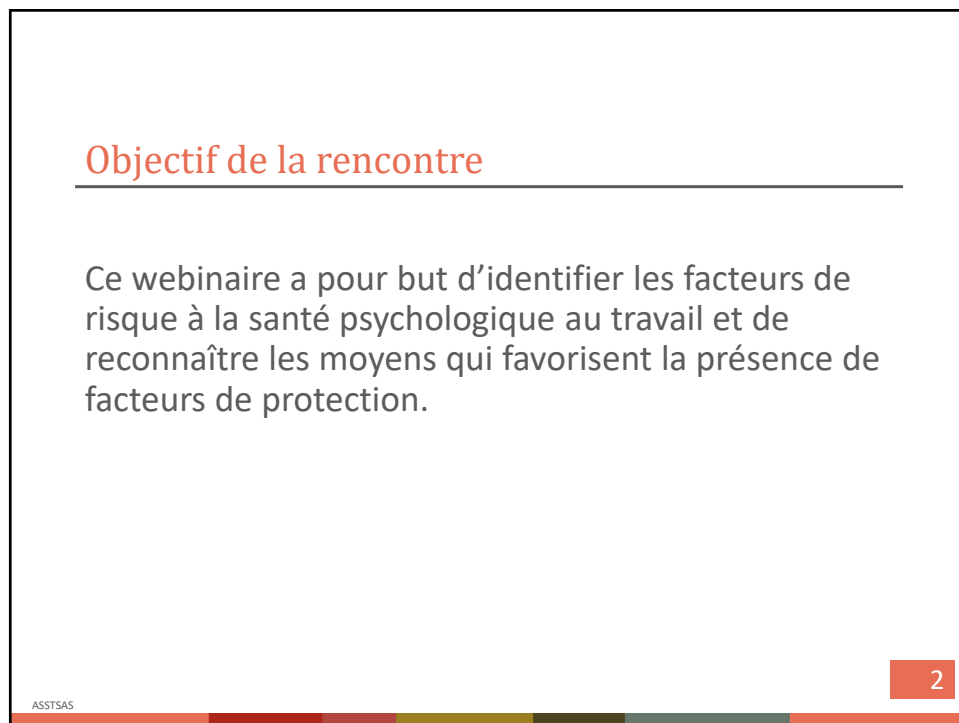 Objectif de la rencontre
Ce webinaire a pour but d’identifier les facteurs de
risque à la santé psychologique au travail et de
reconnaître les moyens qui favorisent la présence de
facteurs de protection.
2
ASSTSAS